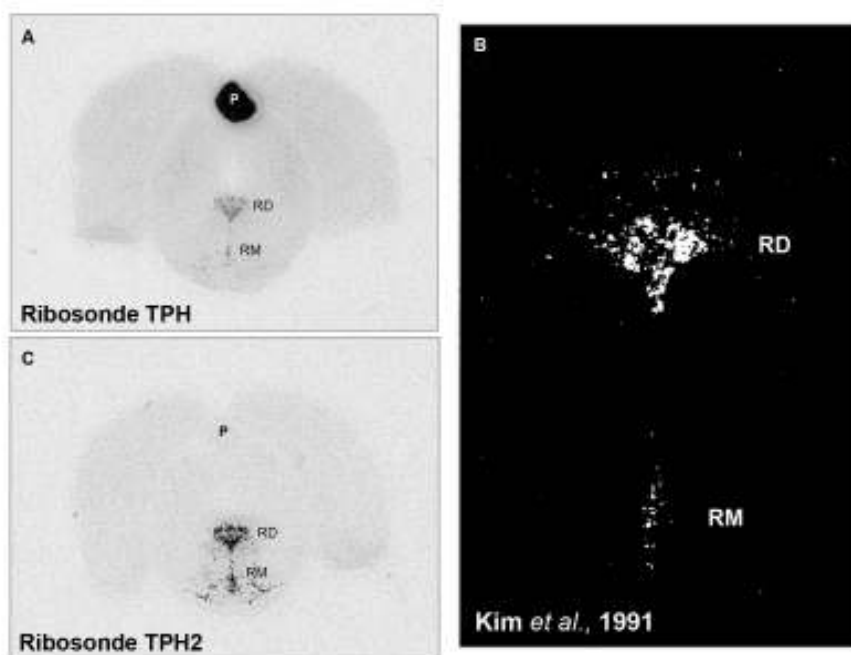 A
P
RD
RM
Ribosonde TPH
B
RD
RM
Kim et al., 1991
C
P
RD
RM
Ribosonde TPH2